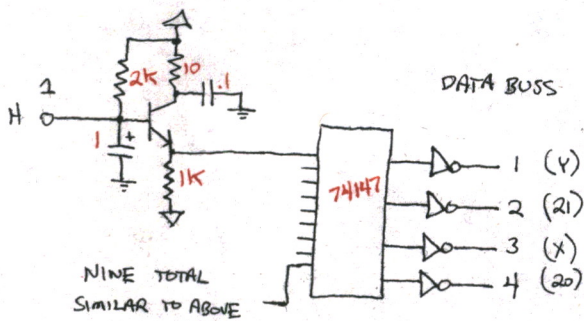 2K
10
.1
1
H
1
+
1K
74147
DATA BUSS
1 (Y)
2 (21)
3 (X)
4 (20)
NINE TOTAL
SIMILAR TO ABOVE